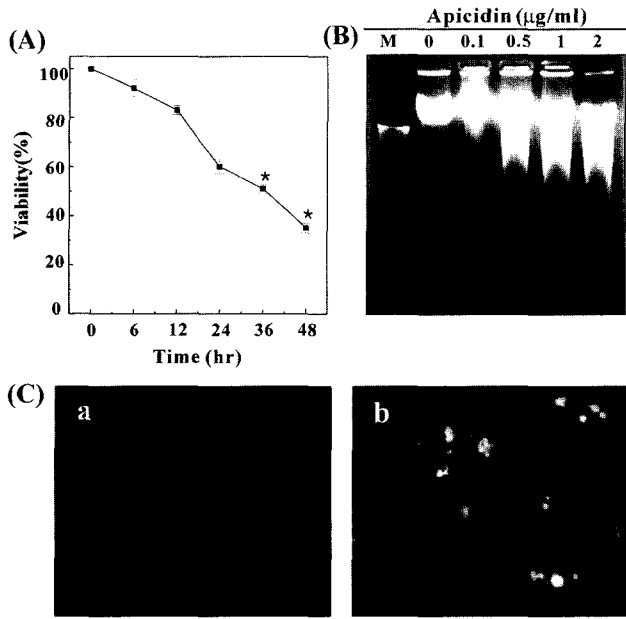 Apicidin (µg/ml)
(A)
(B)
M 0 0.1 0.5 1 2
100
80
60
40
20
0
Viability(%)
*
*
0 6 12 24 36 48
Time (hr)
(C)
a
b